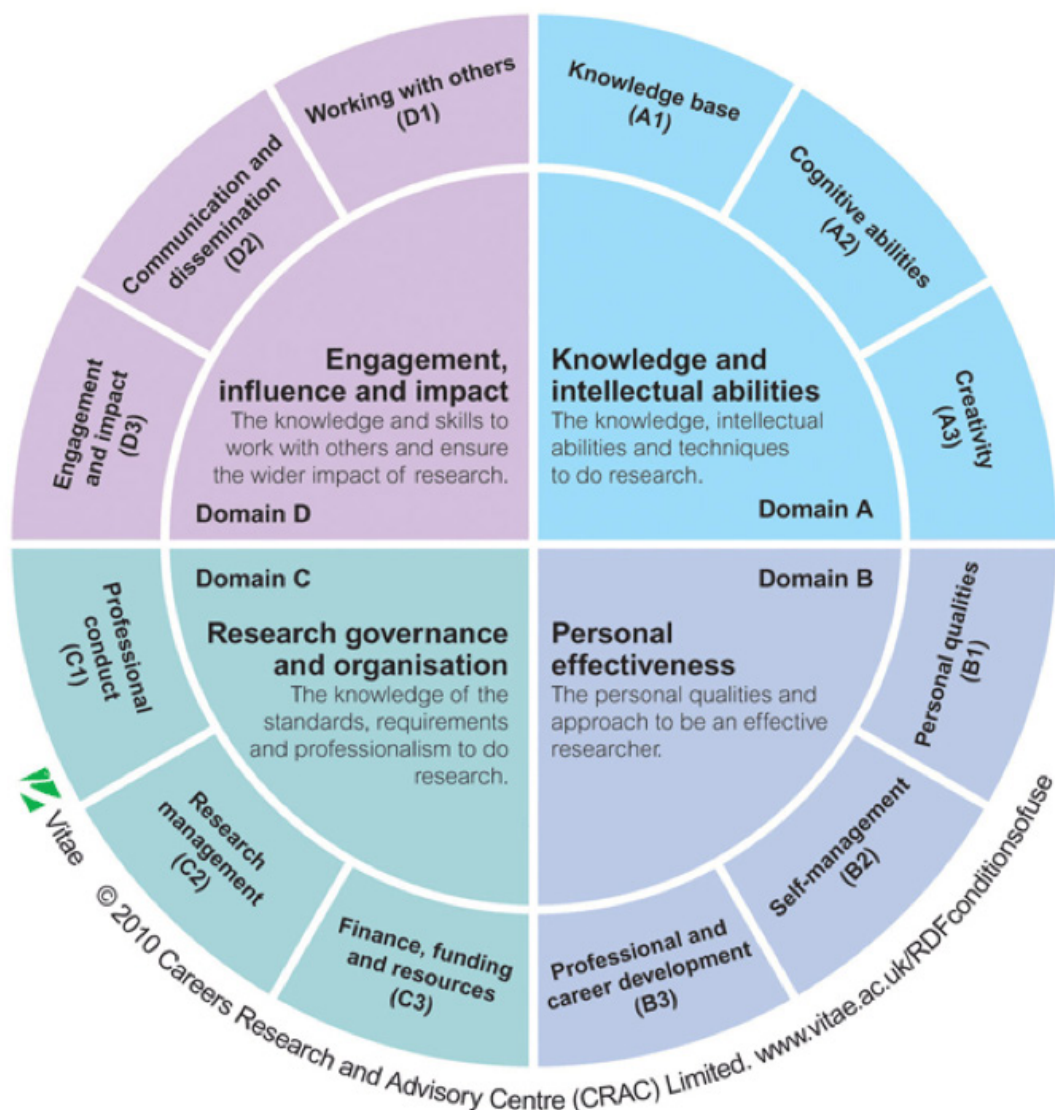 Working with others
(D1)
Communication and
dissemination
(D2)
Engagement
and impact
(D3)
Knowledge base
(A1)
Cognitive abilities
(A2)
Creativity
(A3)
Engagement,
influence and impact
The knowledge and skills to
work with others and ensure
the wider impact of research.
Domain D
Knowledge and
intellectual abilities
The knowledge, intellectual
abilities and techniques
to do research.
Domain A
Domain C
Research governance
and organisation
The knowledge of the
standards, requirements
and professionalism to do
research.
Domain B
Personal
effectiveness
The personal qualities and
approach to be an effective
researcher.
Professional
conduct
(C1)
Research
management
(C2)
Finance, funding
and resources
(C3)
Personal qualities
(B1)
Self-management
(B2)
Professional and
career development
(B3)
Vitae © 2010 Careers Research and Advisory Centre (CRAC) Limited. www.vitae.ac.uk/RDFconditionsofuse